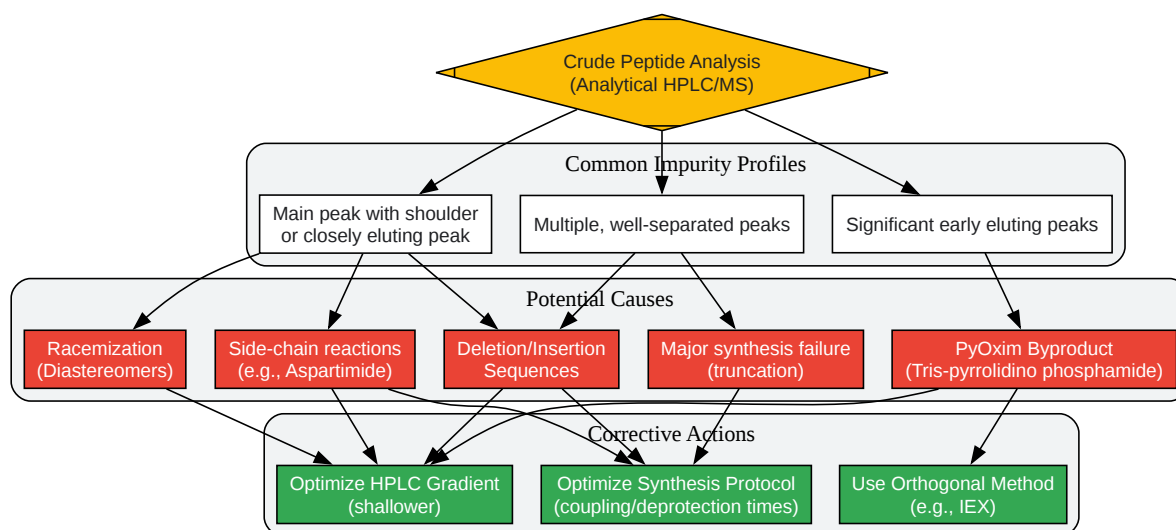 Crude Peptide Analysis
(Analytical HPLC/MS)
Common Impurity Profiles
Main peak with shoulder
or closely eluting peak
Multiple, well-separated peaks
Significant early eluting peaks
Potential Causes
Racemization
(Diastereomers)
Side-chain reactions
(e.g., Aspartimide)
Deletion/Insertion
Sequences
Major synthesis failure
(truncation)
PyOxim Byproduct
(Tris-pyrrolidino phosphamide)
Corrective Actions
Optimize HPLC Gradient
(shallower)
Optimize Synthesis Protocol
(coupling/deprotection times)
Use Orthogonal Method
(e.g., IEX)